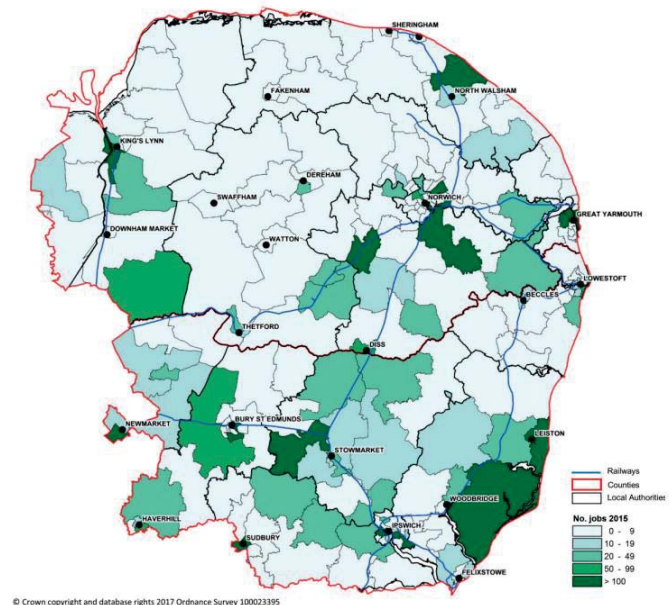 SHERINGHAM
NORTH WALSHAM
FAKENHAM
KING'S LYNN
DEREHAM
SWAFFHAM
NORWICH
GREAT YARMOUTH
DOWNHAM MARKET
WATTON
LOWESTOFT
BECCLES
THETFORD
DISS
NEWMARKET
BURY ST EDMUNDS
LEISTON
STOWMARKET
WOODBRIDGE
HAVERHILL
IPSWICH
SUDBURY
FELIXSTOWE
Railways
Counties
Local Authorities
No. jobs 2015
0 - 9
10 - 19
20 - 49
50 - 99
> 100
© Crown copyright and database rights 2017 Ordnance Survey 100023395